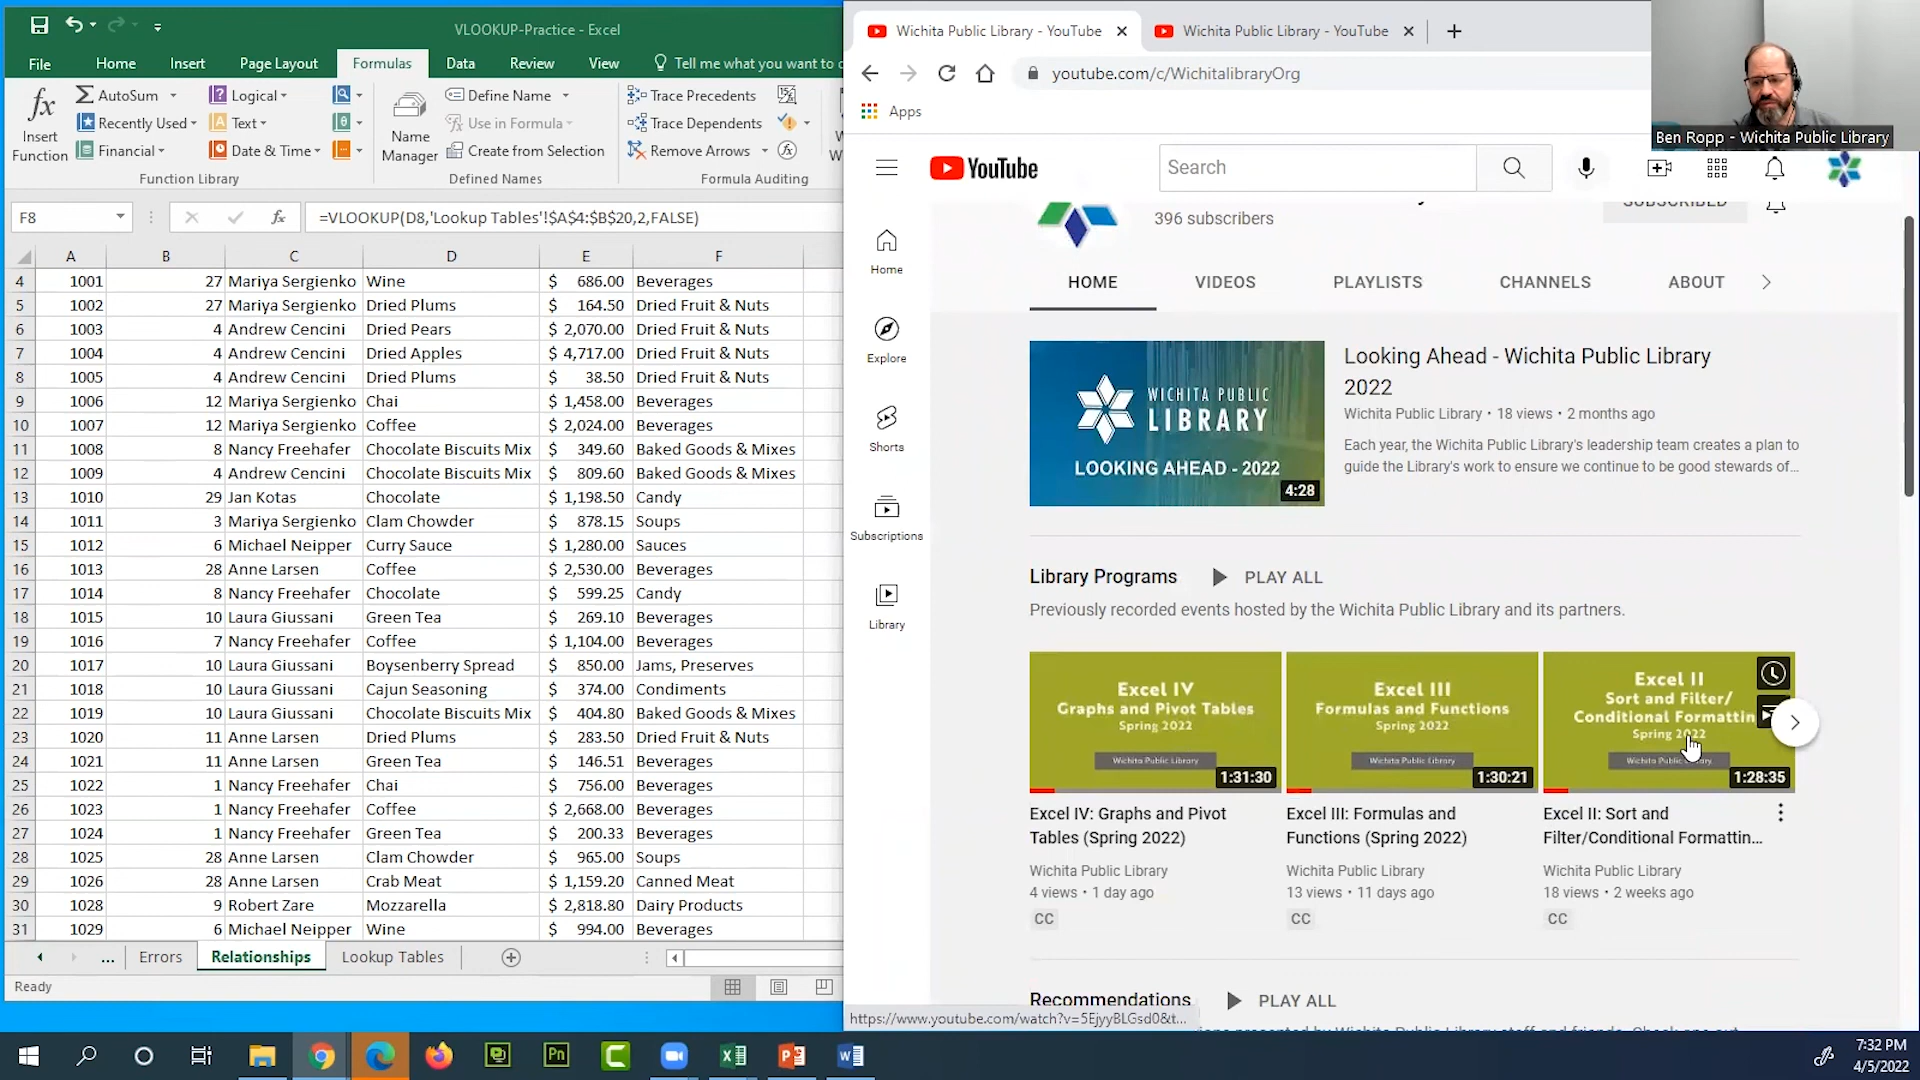 VLOOKUP-Practice - Excel
File Home Insert Page Layout Formulas Data Review View Tell me what you want to
AutoSum
Logical
Define Name
Trace Precedents
Recently Used
Text
Use in Formula
Trace Dependents
Insert Function
Financial
Date & Time
Name Manager
Create from Selection
Remove Arrows
Function Library
Defined Names
Formula Auditing
F8
=VLOOKUP(D8,'Lookup Tables'!$A$4:$B$20,2,FALSE)
A B C D E F
4 1001 27 Mariya Sergienko Wine $ 686.00 Beverages
5 1002 27 Mariya Sergienko Dried Plums $ 164.50 Dried Fruit & Nuts
6 1003 4 Andrew Cencini Dried Pears $ 2,070.00 Dried Fruit & Nuts
7 1004 4 Andrew Cencini Dried Apples $ 4,717.00 Dried Fruit & Nuts
8 1005 4 Andrew Cencini Dried Plums $ 38.50 Dried Fruit & Nuts
9 1006 12 Mariya Sergienko Chai $ 1,458.00 Beverages
10 1007 12 Mariya Sergienko Coffee $ 2,024.00 Beverages
11 1008 8 Nancy Freehafer Chocolate Biscuits Mix $ 349.60 Baked Goods & Mixes
12 1009 4 Andrew Cencini Chocolate Biscuits Mix $ 809.60 Baked Goods & Mixes
13 1010 29 Jan Kotas Chocolate $ 1,198.50 Candy
14 1011 3 Mariya Sergienko Clam Chowder $ 878.15 Soups
15 1012 6 Michael Neipper Curry Sauce $ 1,280.00 Sauces
16 1013 28 Anne Larsen Coffee $ 2,530.00 Beverages
17 1014 8 Nancy Freehafer Chocolate $ 599.25 Candy
18 1015 10 Laura Giussani Green Tea $ 269.10 Beverages
19 1016 7 Nancy Freehafer Coffee $ 1,104.00 Beverages
20 1017 10 Laura Giussani Boysenberry Spread $ 850.00 Jams, Preserves
21 1018 10 Laura Giussani Cajun Seasoning $ 374.00 Condiments
22 1019 10 Laura Giussani Chocolate Biscuits Mix $ 404.80 Baked Goods & Mixes
23 1020 11 Anne Larsen Dried Plums $ 283.50 Dried Fruit & Nuts
24 1021 11 Anne Larsen Green Tea $ 146.51 Beverages
25 1022 1 Nancy Freehafer Chai $ 756.00 Beverages
26 1023 1 Nancy Freehafer Coffee $ 2,668.00 Beverages
27 1024 1 Nancy Freehafer Green Tea $ 200.33 Beverages
28 1025 28 Anne Larsen Clam Chowder $ 965.00 Soups
29 1026 28 Anne Larsen Crab Meat $ 1,159.20 Canned Meat
30 1028 9 Robert Zare Mozzarella $ 2,818.80 Dairy Products
31 1029 6 Michael Neipper Wine $ 994.00 Beverages
... Errors Relationships Lookup Tables
Ready
Wichita Public Library - YouTube
Wichita Public Library - YouTube
youtube.com/c/WichitalibraryOrg
Apps
Ben Ropp - Wichita Public Library
YouTube
Search
396 subscribers
SUBSCRIBED
Home
Explore
Shorts
Subscriptions
Library
HOME VIDEOS PLAYLISTS CHANNELS ABOUT
WICHITA PUBLIC
LIBRARY
LOOKING AHEAD - 2022
4:28
Looking Ahead - Wichita Public Library
2022
Wichita Public Library • 18 views • 2 months ago
Each year, the Wichita Public Library's leadership team creates a plan to
guide the Library's work to ensure we continue to be good stewards of...
Library Programs PLAY ALL
Previously recorded events hosted by the Wichita Public Library and its partners.
Excel IV
Graphs and Pivot Tables
Spring 2022
Wichita Public Library
1:31:30
Excel IV: Graphs and Pivot
Tables (Spring 2022)
Wichita Public Library
4 views • 1 day ago
CC
Excel III
Formulas and Functions
Spring 2022
Wichita Public Library
1:30:21
Excel III: Formulas and
Functions (Spring 2022)
Wichita Public Library
13 views • 11 days ago
CC
Excel II
Sort and Filter/
Conditional Formattin
Spring 2022
1:28:35
Excel II: Sort and
Filter/Conditional Formattin...
Wichita Public Library
18 views • 2 weeks ago
CC
Recommendations PLAY ALL
https://www.youtube.com/watch?v=5EjyyBLGsd0&t...
7:32 PM
4/5/2022